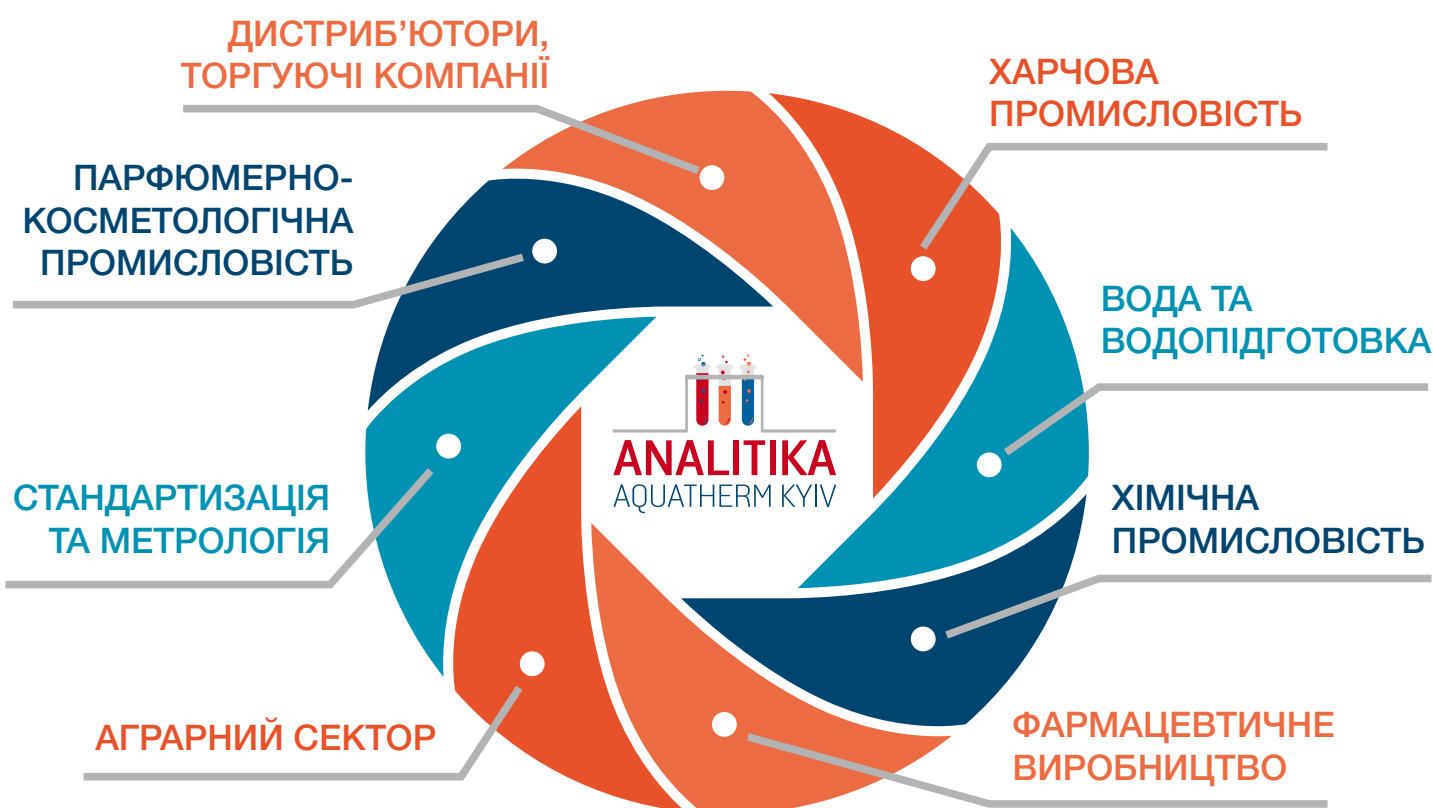 ДИСТРИБ’ЮТОРИ,
ТОРГУЮЧІ КОМПАНІЇ
ХАРЧОВА
ПРОМИСЛОВІСТЬ
ПАРФЮМЕРНО-
КОСМЕТОЛОГІЧНА
ПРОМИСЛОВІСТЬ
ВОДА ТА
ВОДОПІДГОТОВКА
ANALITIKA
AQUATHERM KYIV
СТАНДАРТИЗАЦІЯ
ТА МЕТРОЛОГІЯ
ХІМІЧНА
ПРОМИСЛОВІСТЬ
АГРАРНИЙ СЕКТОР
ФАРМАЦЕВТИЧНЕ
ВИРОБНИЦТВО